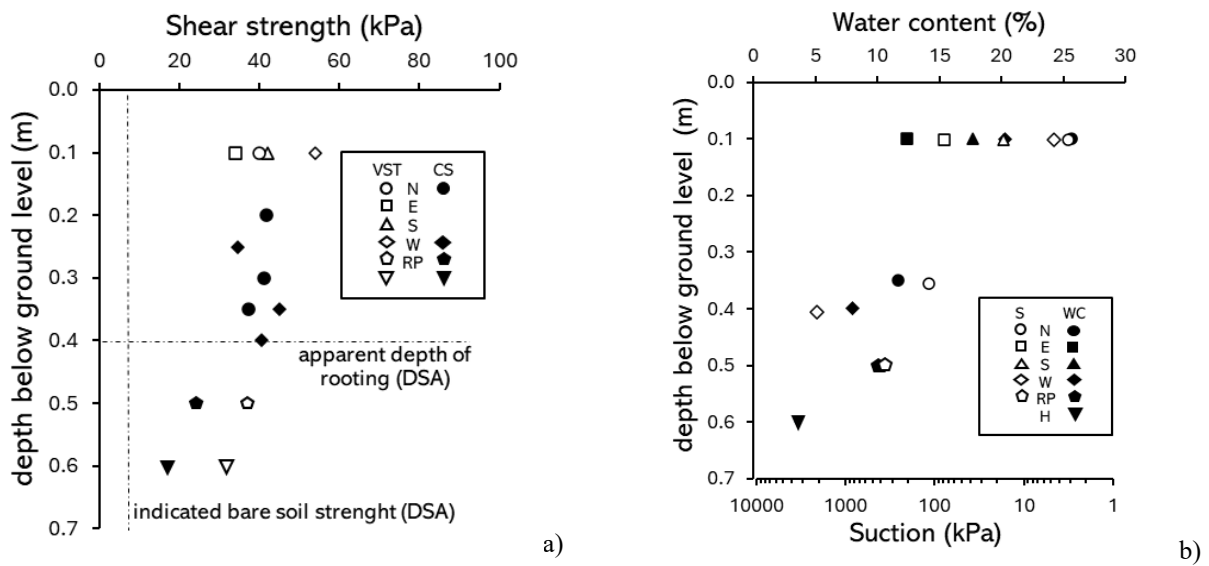 Shear strength (kPa)
0 20 40 60 80 100
depth below ground level (m)
0.0
0.1
0.2
0.3
0.4
0.5
0.6
0.7
VST CS
N
E
S
W
RP
apparent depth of
rooting (DSA)
indicated bare soil strenght (DSA)
a)
Water content (%)
0 5 10 15 20 25 30
depth below ground level (m)
0.0
0.1
0.2
0.3
0.4
0.5
0.6
0.7
S WC
N
E
S
W
RP
H
10000 1000 100 10 1
Suction (kPa)
b)